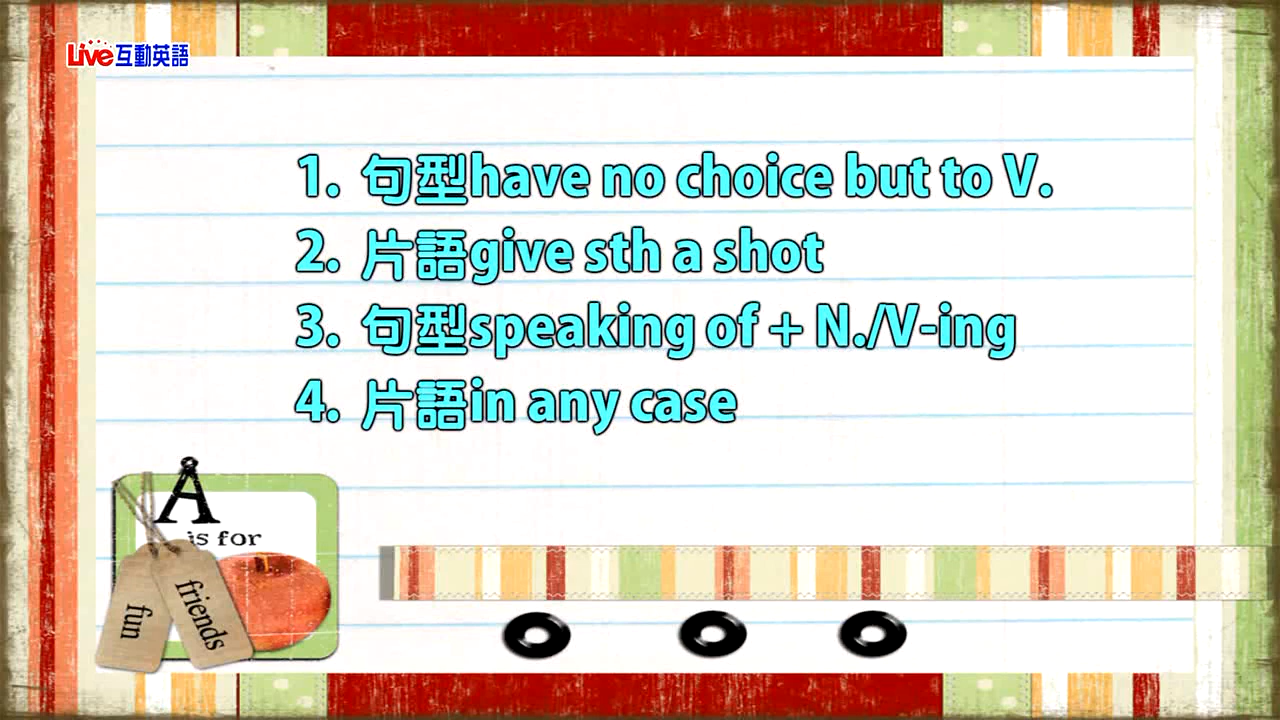 Live互動英語
1. 句型have no choice but to V.
2. 片語give sth a shot
3. 句型speaking of + N./V-ing
4. 片語in any case
A
is for
friends
fun